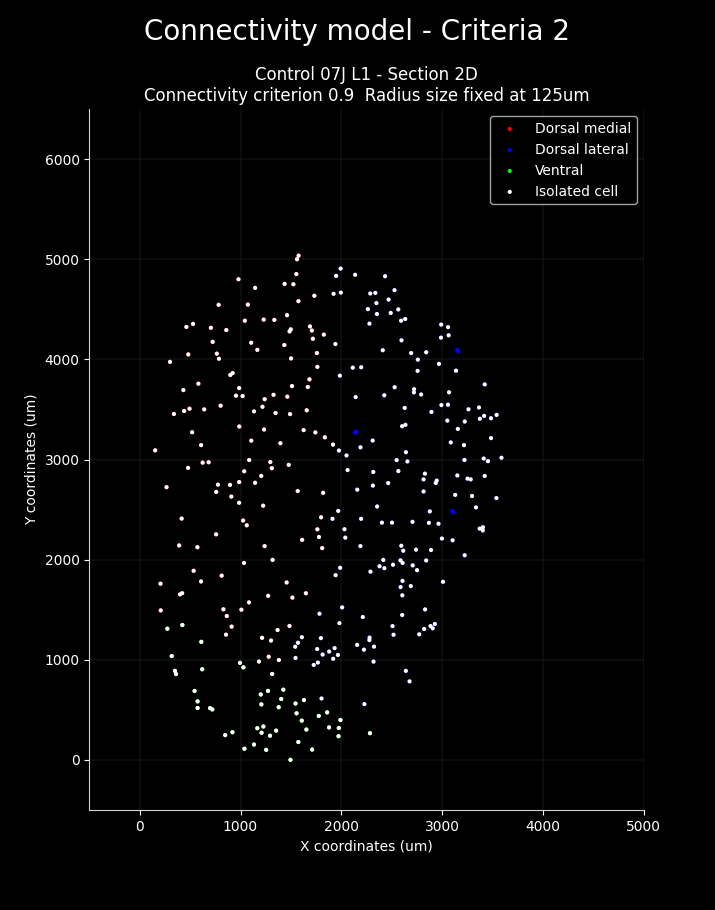 Connectivity model - Criteria 2
Control 07J L1 - Section 2D
Connectivity criterion 0.9  Radius size fixed at 125um
Dorsal medial
Dorsal lateral
Ventral
Isolated cell
6000
5000
4000
3000
2000
1000
0
Y coordinates (um)
0
1000
2000
3000
4000
5000
X coordinates (um)